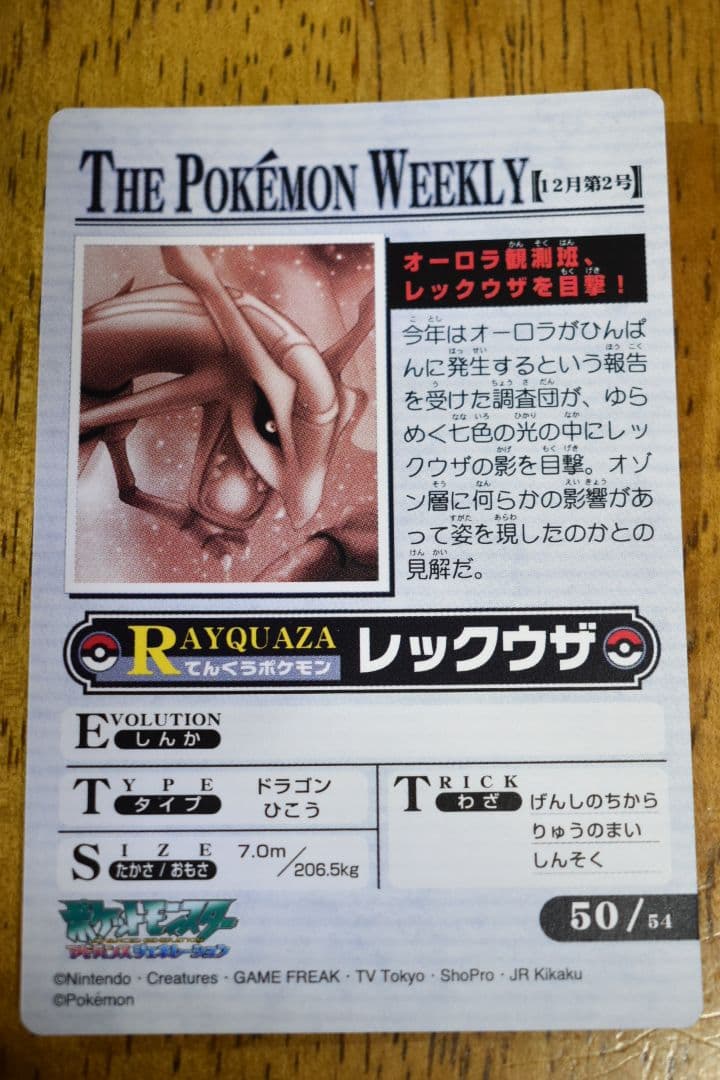 THE POKÉMON WEEKLY【12月第2号】
オーロラ観測班、
レックウザを目撃！
今年はオーロラがひんぱ
んに発生するという報告
を受けた調査団が、ゆら
めく七色の光の中にレッ
クウザの影を目撃。オゾ
ン層に何らかの影響があ
って姿を現したのかとの
見解だ。
RAYQUAZA
てんくうポケモン
レックウザ
EVOLUTION
しんか
TYPE
タイプ
ドラゴン
ひこう
SIZE
たかさ/おもさ
7.0m/206.5kg
TRICK
わざ
げんしのちから
りゅうのまい
しんそく
50/54
ポケットモンスター
アドバンスジェネレーション
©Nintendo・Creatures・GAME FREAK・TV Tokyo・ShoPro・JR Kikaku
©Pokémon